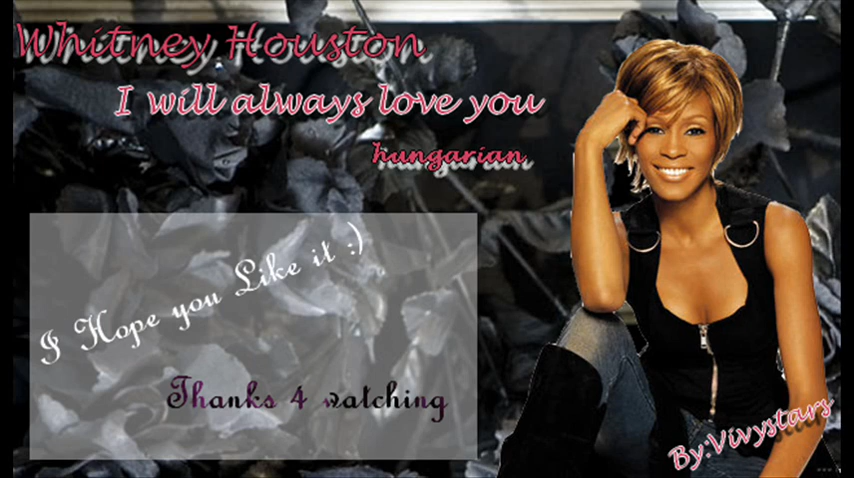 Whitney Houston
I will always love you
hungarian
I Hope you Like it :)
Thanks 4 watching
By:Vivystars